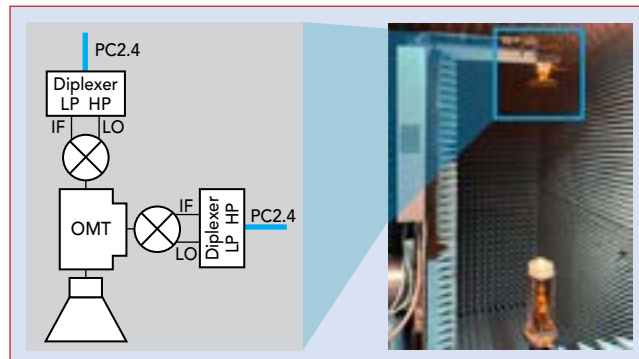 PC2.4
Diplexer
LP HP
IF LO
OMT
IF
LO
Diplexer
LP HP
PC2.4